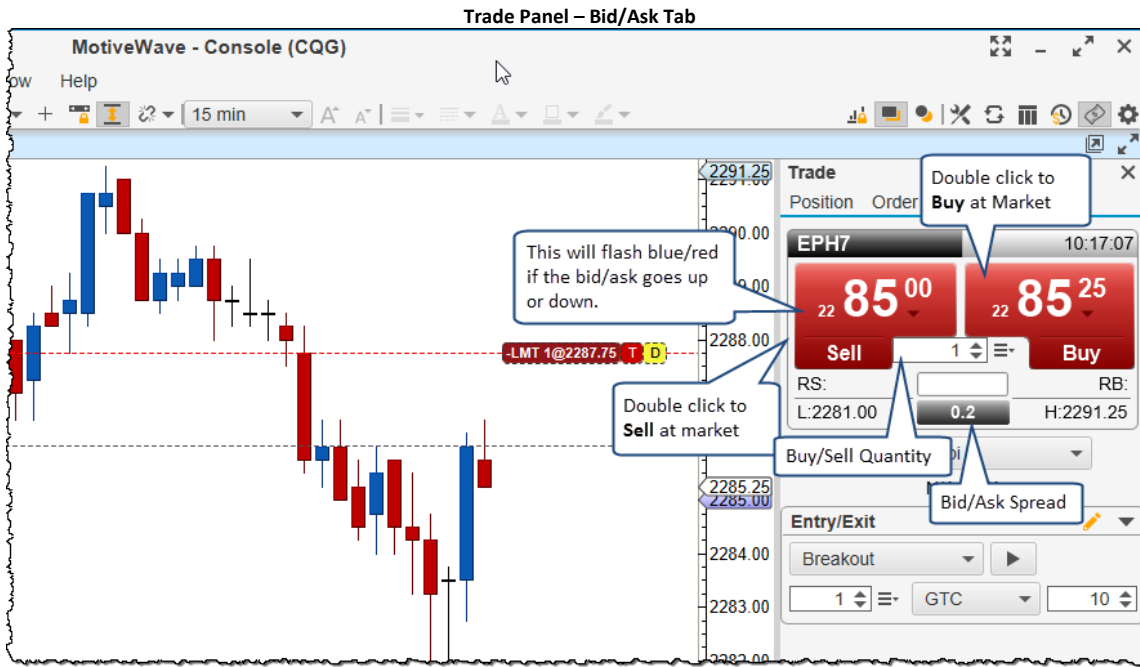 Trade Panel – Bid/Ask Tab
MotiveWave - Console (CQG)
ow Help
15 min
A A A
2291.25
2291.00
Trade
Position Order
Double click to
Buy at Market
2290.00
This will flash blue/red
if the bid/ask goes up
or down.
EPH7 10:17:07
22 85 00
22 85 25
2288.00
-LMT 1@2287.75 T D
Sell 1 Buy
RS: RB:
L:2281.00 0.2 H:2291.25
Double click to
Sell at market
Buy/Sell Quantity
Bid/Ask Spread
2285.25
2285.00
Entry/Exit
Breakout
2284.00
1 GTC 10
2283.00